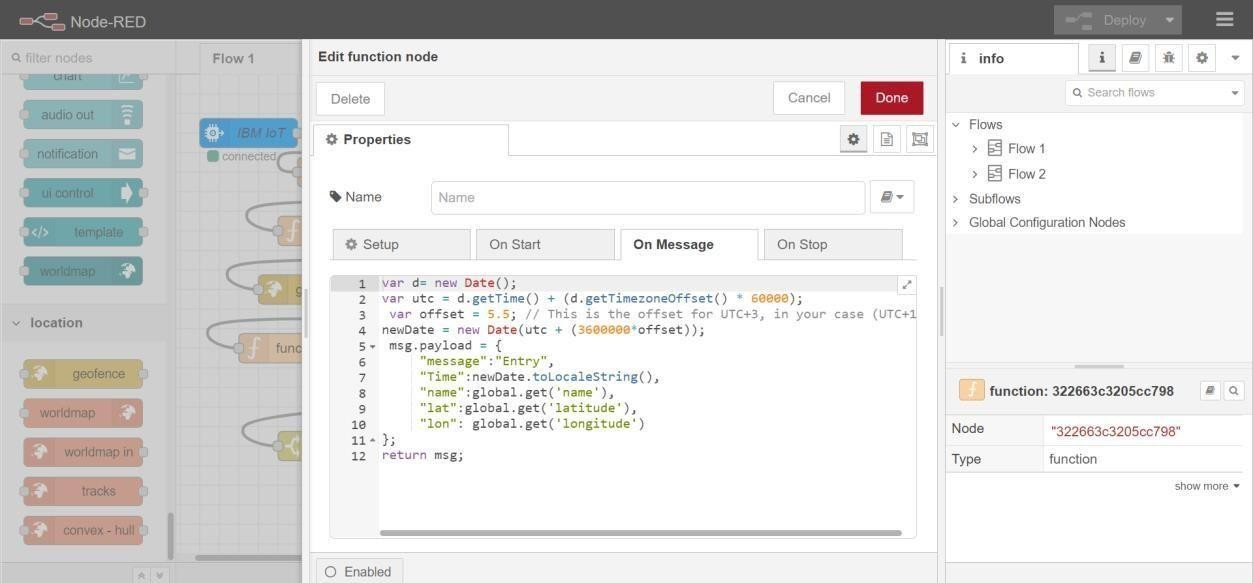 Node-RED
Deploy
filter nodes
Flow 1
Edit function node
info
chart
audio out
notification
ui control
template
worldmap
location
geofence
worldmap
worldmap in
tracks
convex - hull
IBM IoT
connected
g
func
Delete
Cancel
Done
Properties
Name
Name
Setup
On Start
On Message
On Stop
1 var d= new Date();
2 var utc = d.getTime() + (d.getTimezoneOffset() * 60000);
3 var offset = 5.5; // This is the offset for UTC+3, in your case (UTC+1
4 newDate = new Date(utc + (3600000*offset));
5 msg.payload = {
6 "message":"Entry",
7 "Time":newDate.toLocaleString(),
8 "name":global.get('name'),
9 "lat":global.get('latitude'),
10 "lon": global.get('longitude')
11 };
12 return msg;
Enabled
Search flows
Flows
Flow 1
Flow 2
Subflows
Global Configuration Nodes
function: 322663c3205cc798
Node "322663c3205cc798"
Type function
show more